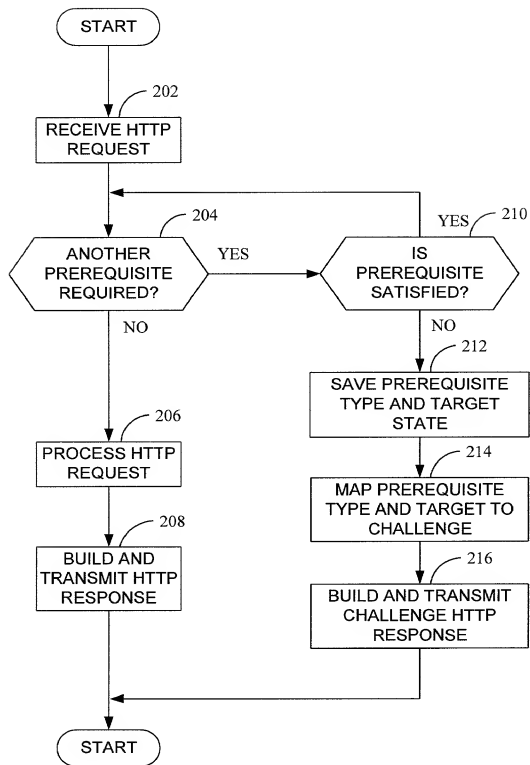 START
202
RECEIVE HTTP
REQUEST
204
ANOTHER
PREREQUISITE
REQUIRED?
YES
NO
210
YES
IS
PREREQUISITE
SATISFIED?
NO
212
SAVE PREREQUISITE
TYPE AND TARGET
STATE
206
PROCESS HTTP
REQUEST
214
MAP PREREQUISITE
TYPE AND TARGET TO
CHALLENGE
208
BUILD AND
TRANSMIT HTTP
RESPONSE
216
BUILD AND TRANSMIT
CHALLENGE HTTP
RESPONSE
START